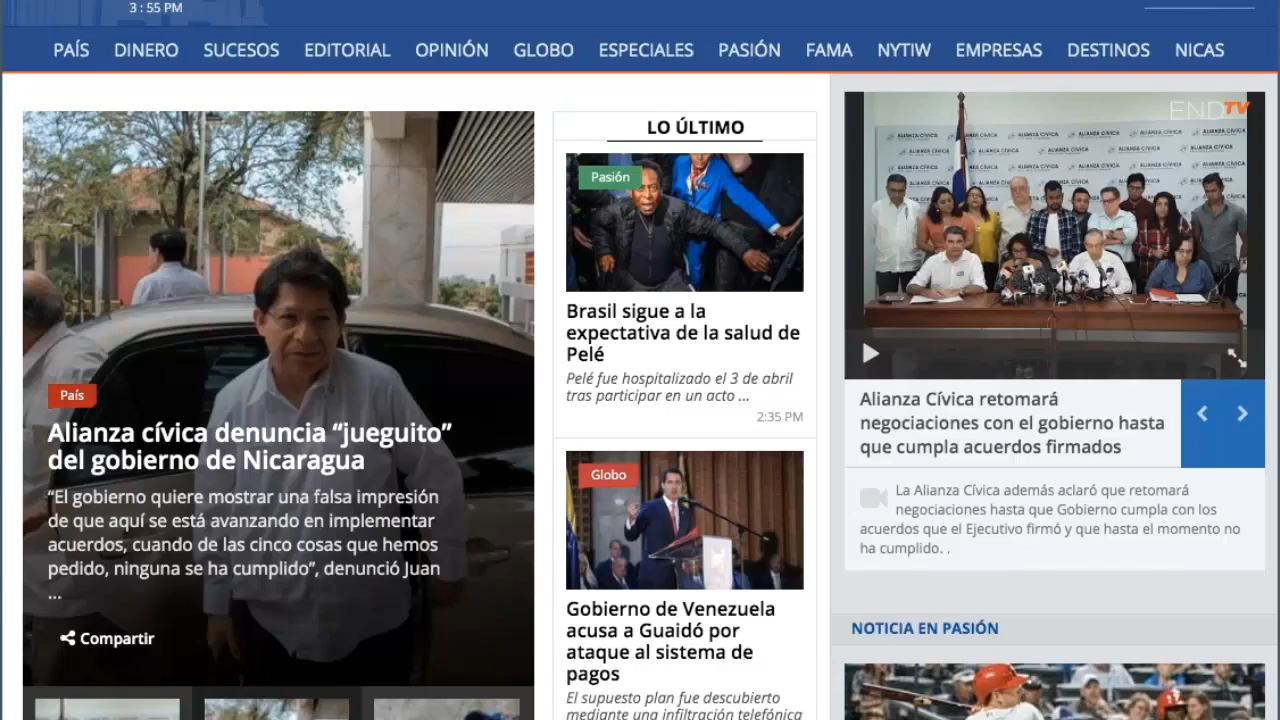 3 : 55 PM
PAÍS DINERO SUCESOS EDITORIAL OPINIÓN GLOBO ESPECIALES PASIÓN FAMA NYTIW EMPRESAS DESTINOS NICAS
País
Alianza cívica denuncia “jueguito”
del gobierno de Nicaragua
“El gobierno quiere mostrar una falsa impresión
de que aquí se está avanzando en implementar
acuerdos, cuando de las cinco cosas que hemos
pedido, ninguna se ha cumplido”, denunció Juan
...
Compartir
LO ÚLTIMO
Pasión
Brasil sigue a la
expectativa de la salud de
Pelé
Pelé fue hospitalizado el 3 de abril
tras participar en un acto ...
2:35 PM
Globo
Gobierno de Venezuela
acusa a Guaidó por
ataque al sistema de
pagos
El supuesto plan fue descubierto
mediante una infiltración telefónica
ENDTV
ALIANZA CÍVICA
Alianza Cívica retomará
negociaciones con el gobierno hasta
que cumpla acuerdos firmados
La Alianza Cívica además aclaró que retomará
negociaciones hasta que Gobierno cumpla con los
acuerdos que el Ejecutivo firmó y que hasta el momento no
ha cumplido. .
NOTICIA EN PASIÓN